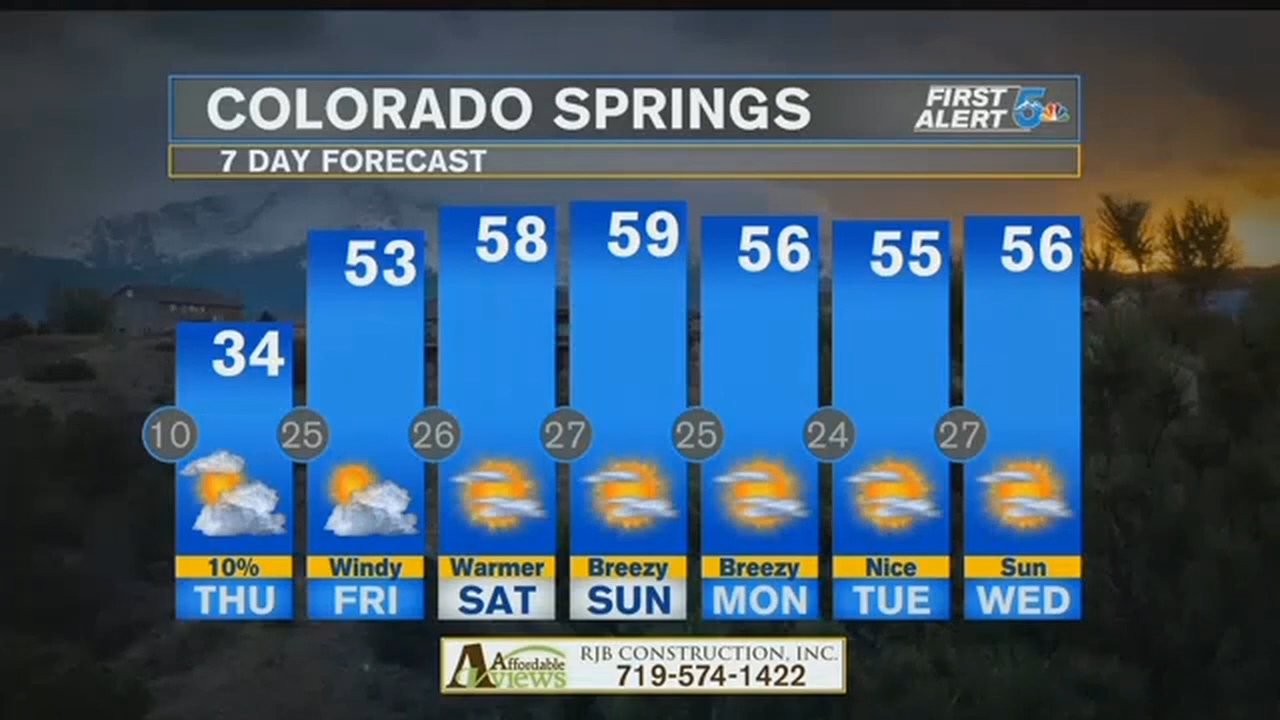 COLORADO SPRINGS
FIRST
ALERT 5
7 DAY FORECAST
34 53 58 59 56 55 56
10 25 26 27 25 24 27
10% Windy Warmer Breezy Breezy Nice Sun
THU FRI SAT SUN MON TUE WED
Affordable
Views
RJB CONSTRUCTION, INC.
719-574-1422